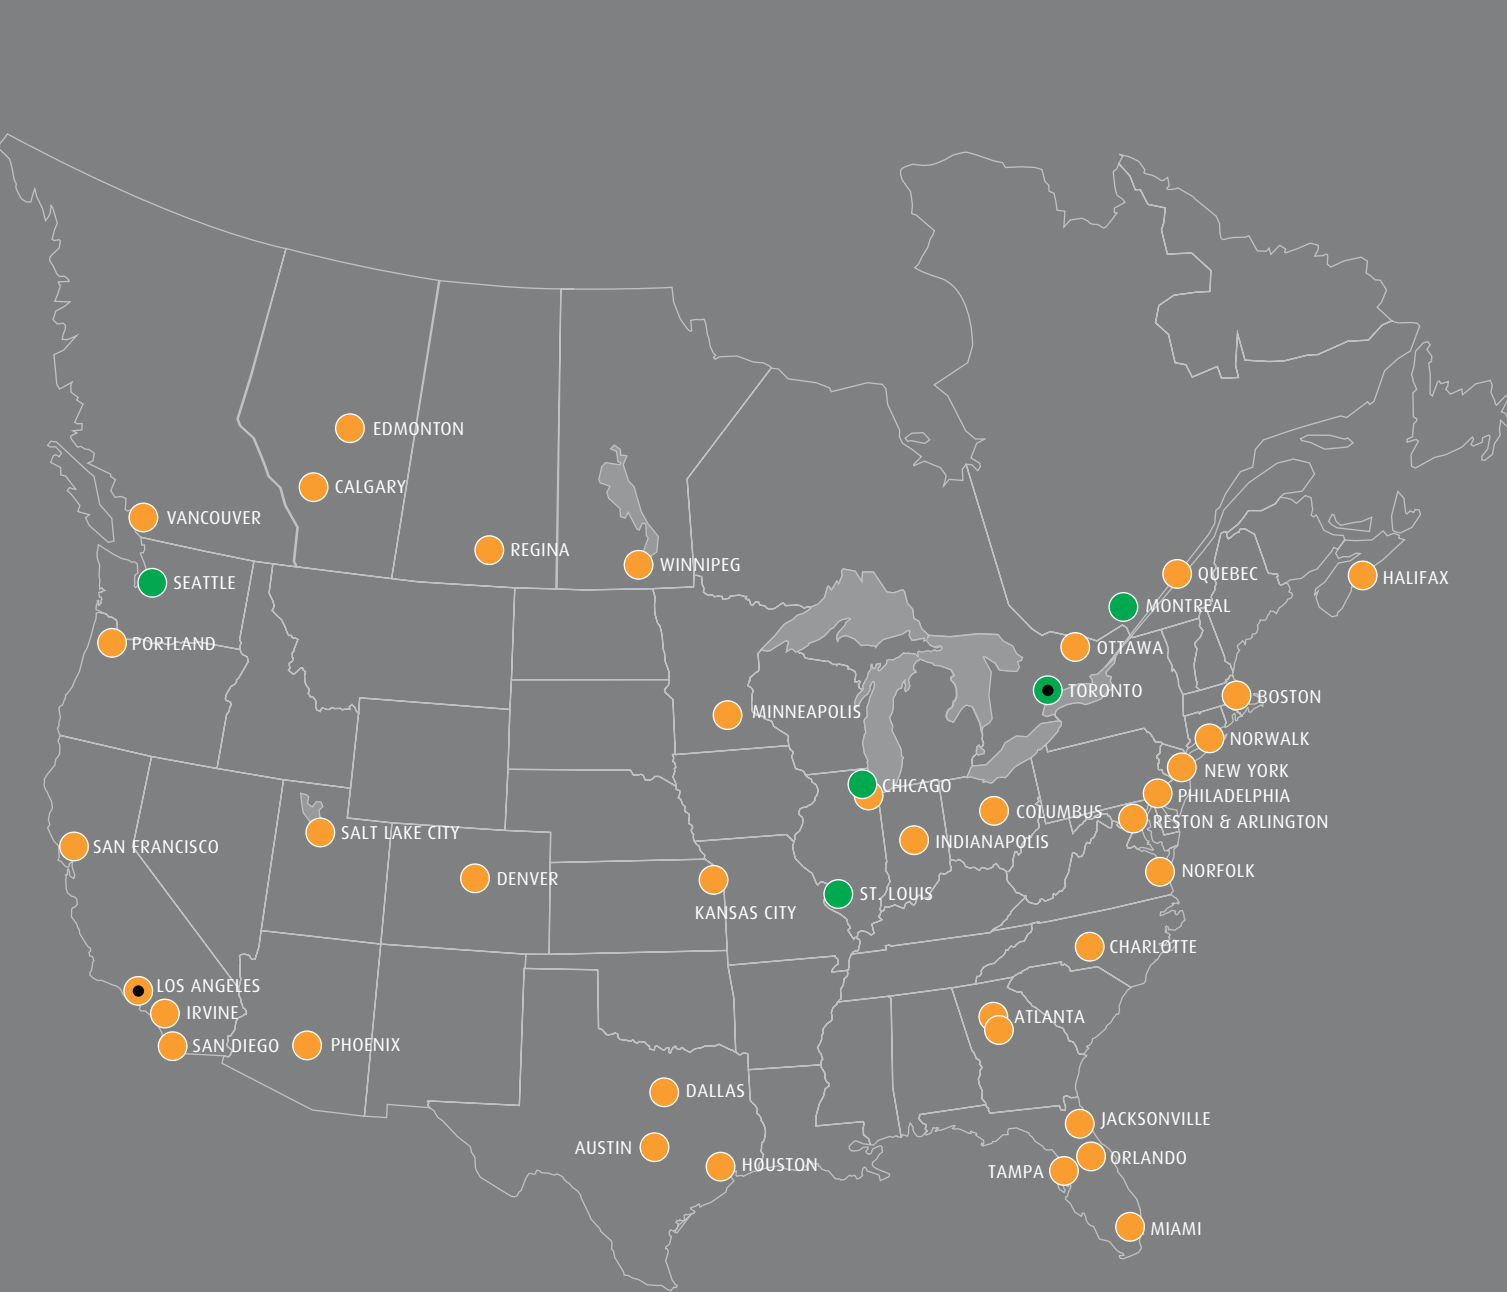 EDMONTON
CALGARY
VANCOUVER
REGINA
WINNIPEG
QUEBEC
HALIFAX
SEATTLE
MONTREAL
PORTLAND
OTTAWA
TORONTO
BOSTON
MINNEAPOLIS
NORWALK
NEW YORK
CHICAGO
PHILADELPHIA
COLUMBUS
RESTON & ARLINGTON
SALT LAKE CITY
INDIANAPOLIS
SAN FRANCISCO
NORFOLK
DENVER
ST. LOUIS
KANSAS CITY
CHARLOTTE
LOS ANGELES
IRVINE
ATLANTA
SAN DIEGO
PHOENIX
DALLAS
JACKSONVILLE
AUSTIN
ORLANDO
HOUSTON
TAMPA
MIAMI